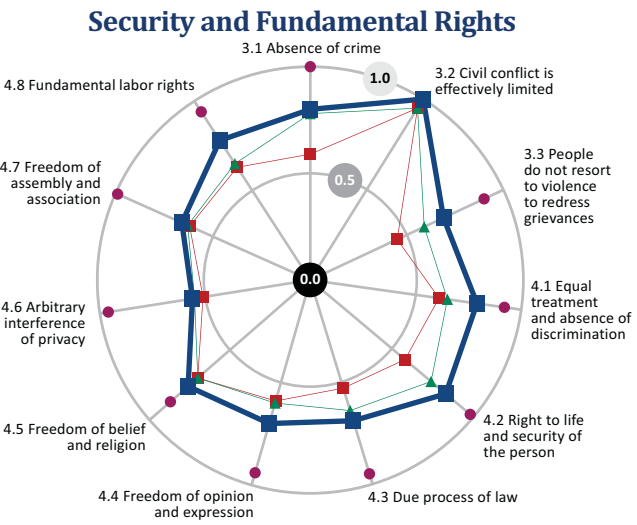 Security and Fundamental Rights
3.1 Absence of crime
1.0
3.2 Civil conflict is
effectively limited
4.8 Fundamental labor rights
3.3 People
do not resort
to violence
to redress
grievances
0.5
4.7 Freedom of
assembly and
association
0.0
4.1 Equal
treatment
and absence of
discrimination
4.6 Arbitrary
interference
of privacy
4.2 Right to life
and security of
the person
4.5 Freedom of belief
and religion
4.4 Freedom of opinion
and expression
4.3 Due process of law